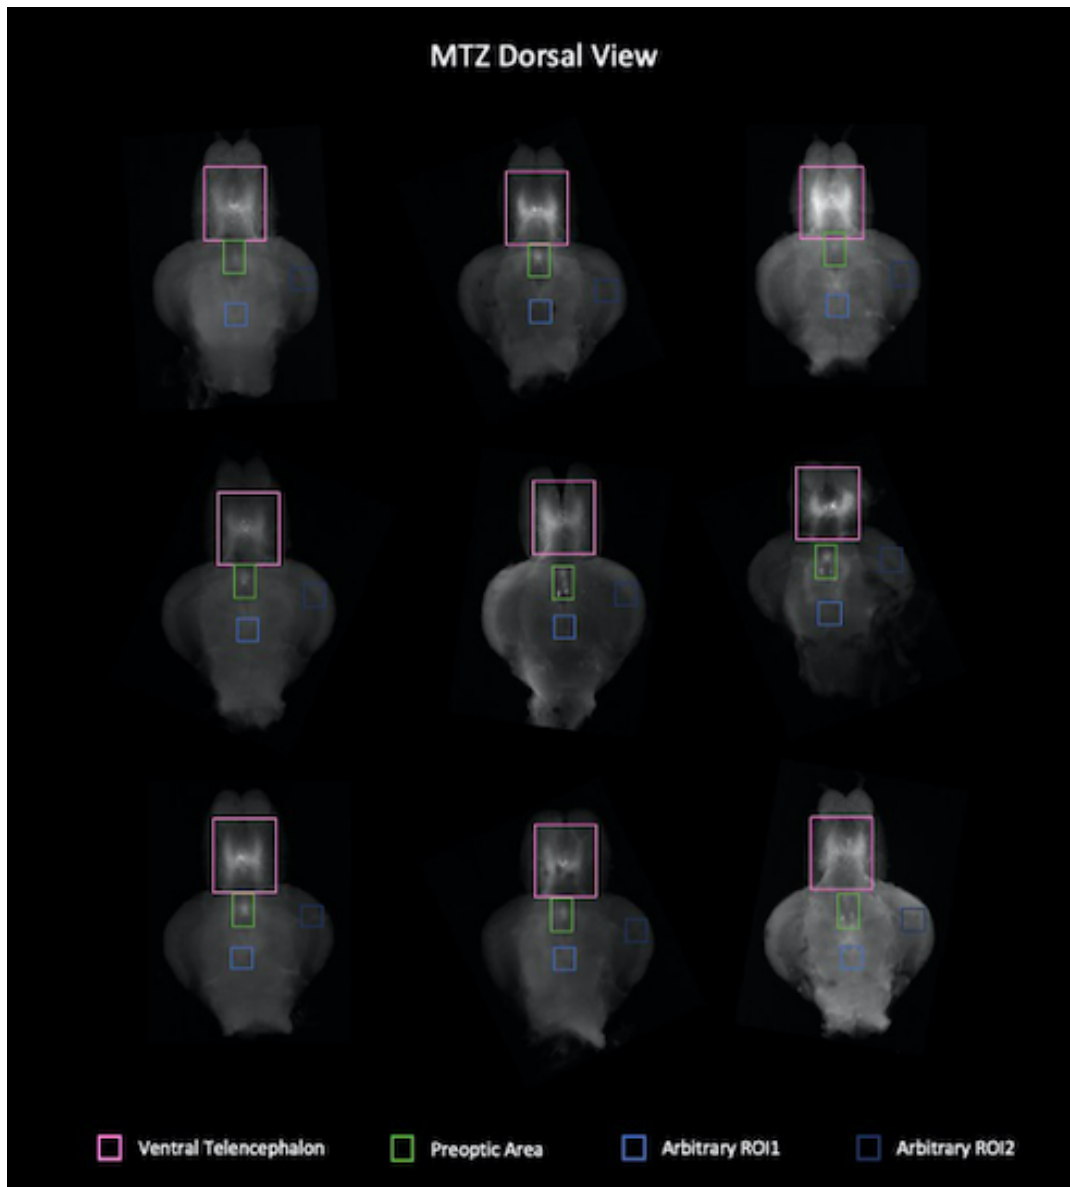 MTZ Dorsal View
Ventral Telencephalon
Preoptic Area
Arbitrary ROI1
Arbitrary ROI2